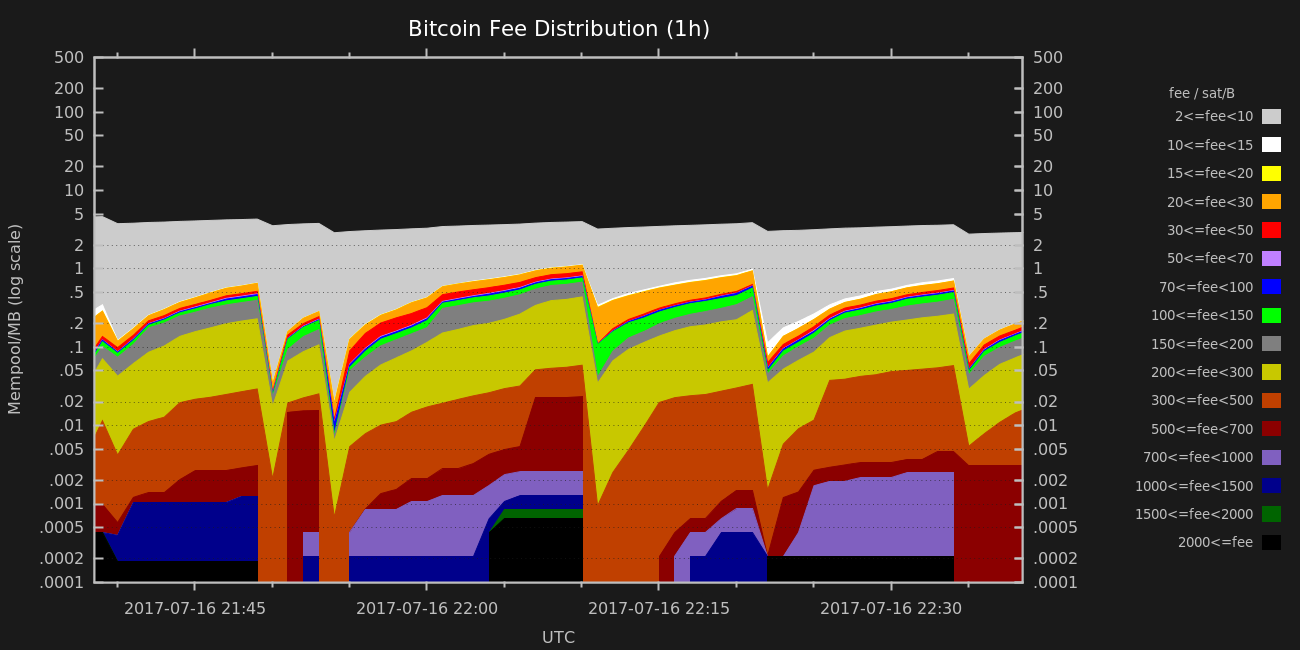 Bitcoin Fee Distribution (1h)
Mempool/MB (log scale)
500
200
100
50
20
10
5
2
1
.5
.2
.1
.05
.02
.01
.005
.002
.001
.0005
.0002
.0001
500
200
100
50
20
10
5
2
1
.5
.2
.1
.05
.02
.01
.005
.002
.001
.0005
.0002
.0001
2017-07-16 21:45
2017-07-16 22:00
2017-07-16 22:15
2017-07-16 22:30
UTC
fee / sat/B
2<=fee<10
10<=fee<15
15<=fee<20
20<=fee<30
30<=fee<50
50<=fee<70
70<=fee<100
100<=fee<150
150<=fee<200
200<=fee<300
300<=fee<500
500<=fee<700
700<=fee<1000
1000<=fee<1500
1500<=fee<2000
2000<=fee